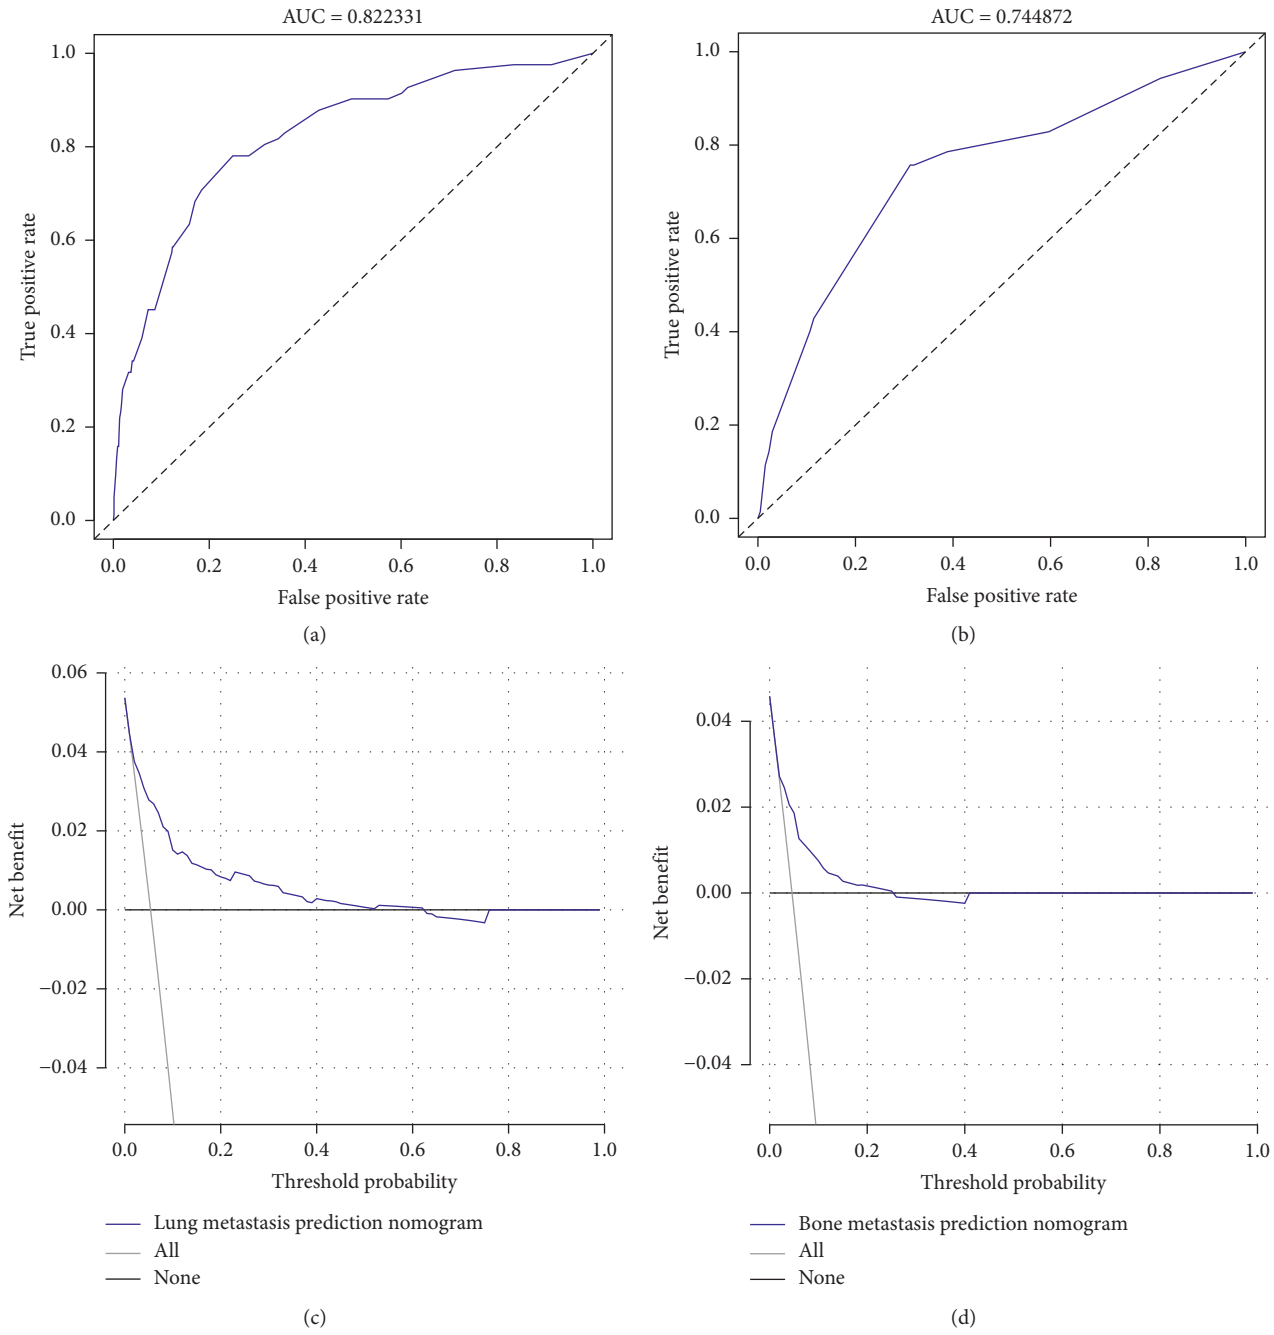 AUC = 0.822331
1.0
0.8
0.6
0.4
0.2
0.0
True positive rate
0.0 0.2 0.4 0.6 0.8 1.0
False positive rate
(a)
AUC = 0.744872
1.0
0.8
0.6
0.4
0.2
0.0
True positive rate
0.0 0.2 0.4 0.6 0.8 1.0
False positive rate
(b)
0.06
0.04
0.02
0.00
−0.02
−0.04
Net benefit
0.0 0.2 0.4 0.6 0.8 1.0
Threshold probability
Lung metastasis prediction nomogram
All
None
(c)
0.04
0.02
0.00
−0.02
−0.04
Net benefit
0.0 0.2 0.4 0.6 0.8 1.0
Threshold probability
Bone metastasis prediction nomogram
All
None
(d)